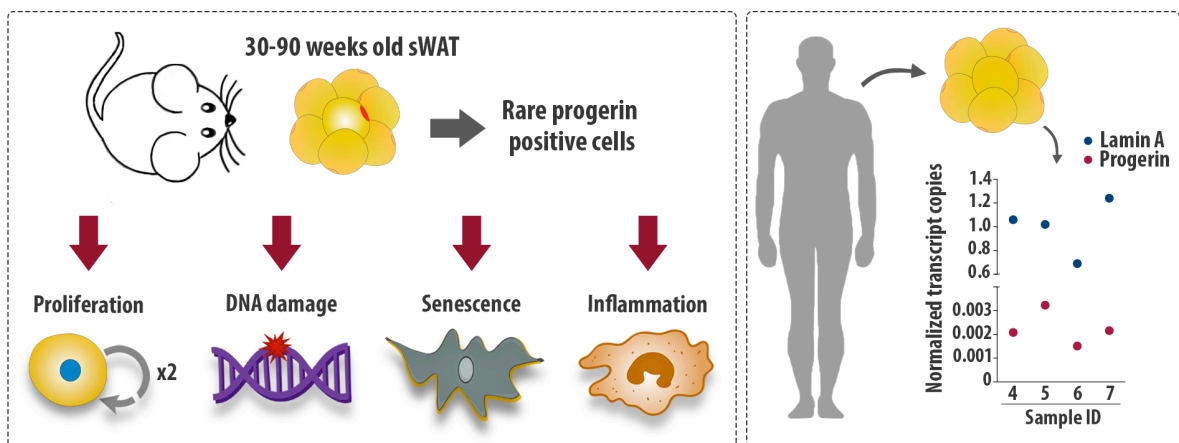 30-90 weeks old sWAT
Rare progerin
positive cells
Proliferation
DNA damage
Senescence
Inflammation
x2
Lamin A
Progerin
Normalized transcript copies
1.4
1.2
1.0
0.8
0.6
0.003
0.002
0.001
0
4 5 6 7
Sample ID